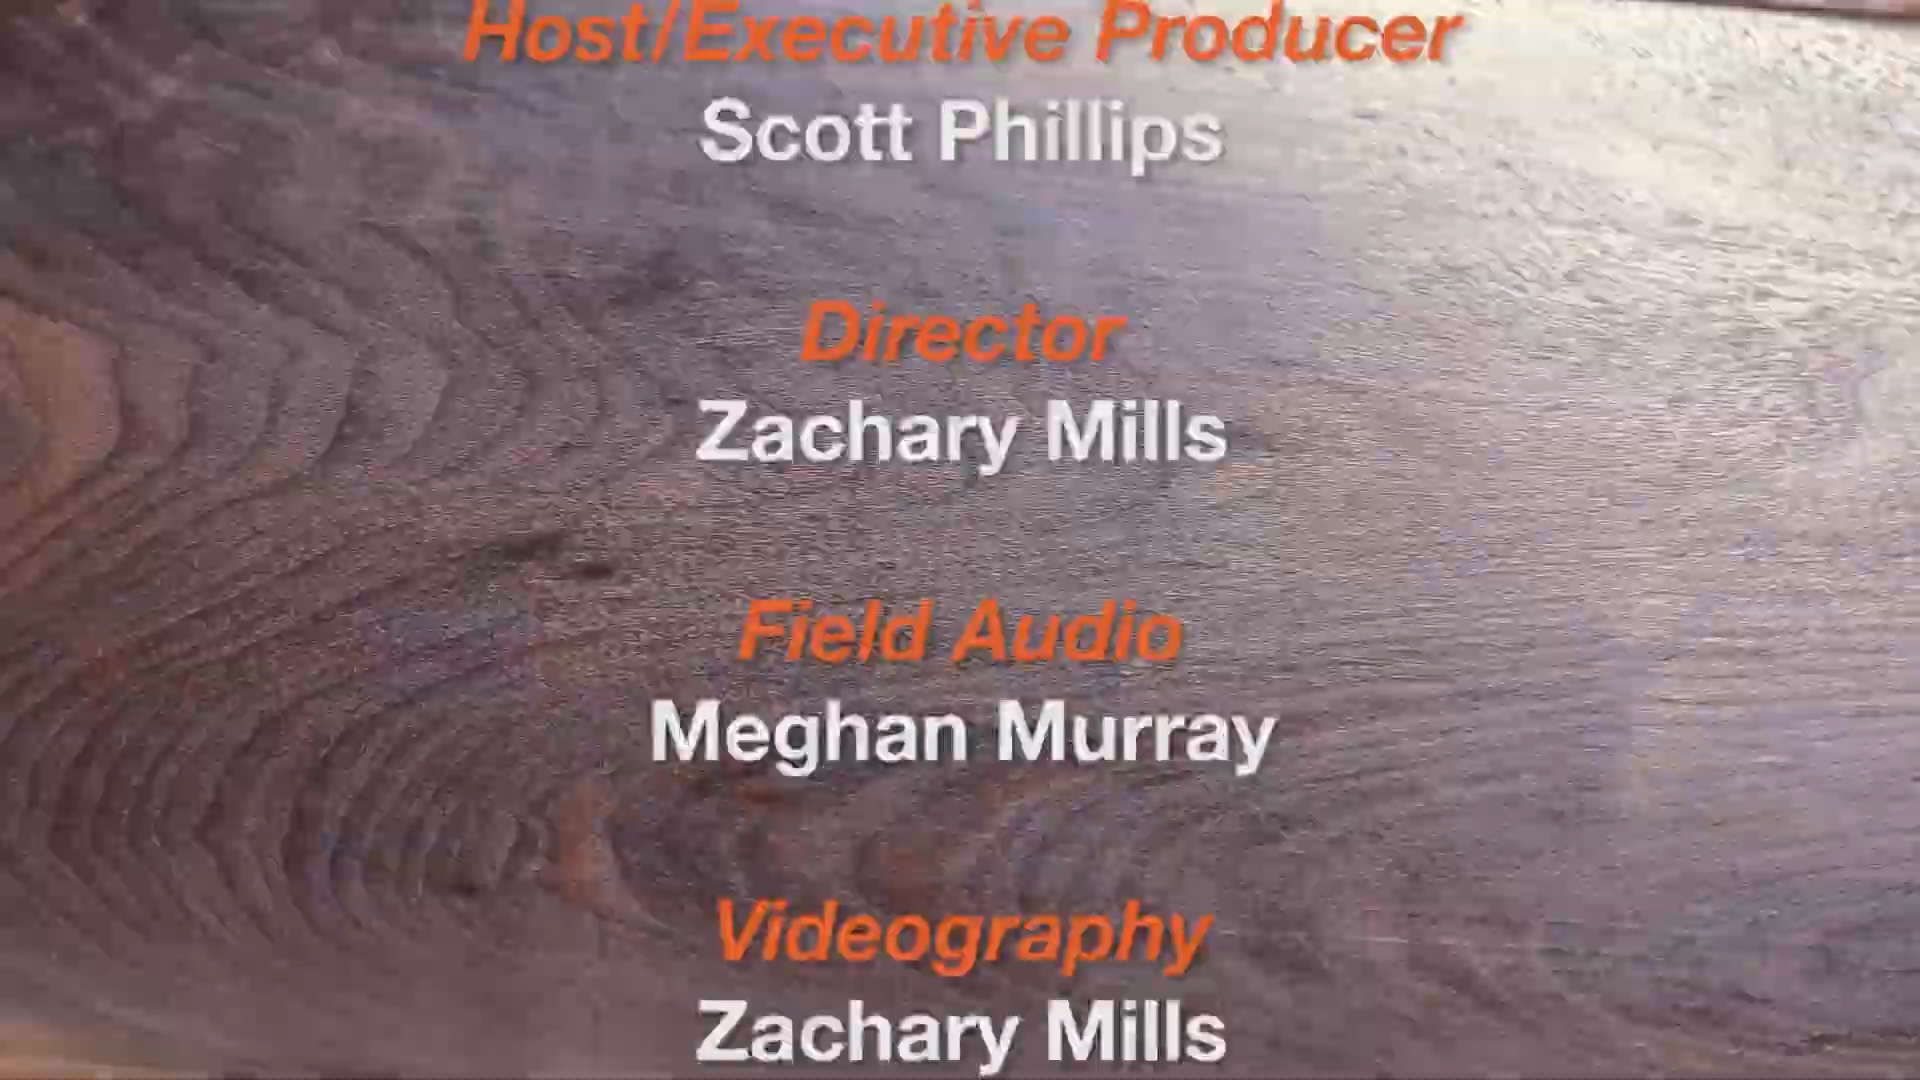 Host/Executive Producer
Scott Phillips
Director
Zachary Mills
Field Audio
Meghan Murray
Videography
Zachary Mills